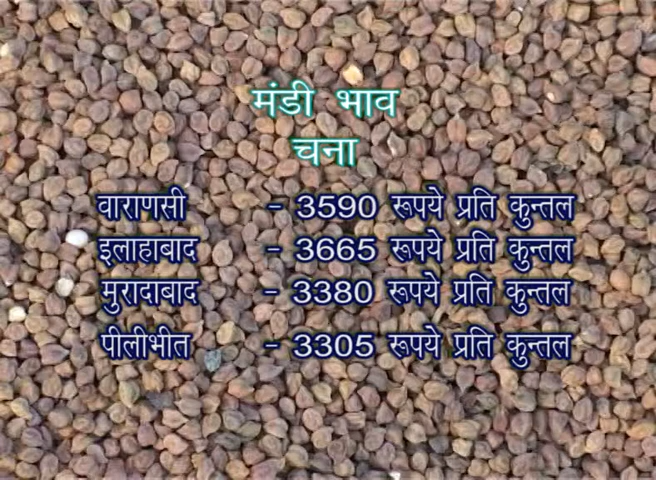 मंडी भाव
चना
वाराणसी - 3590 रूपये प्रति कुन्तल
इलाहाबाद - 3665 रूपये प्रति कुन्तल
मुरादाबाद - 3380 रूपये प्रति कुन्तल
पीलीभीत - 3305 रूपये प्रति कुन्तल